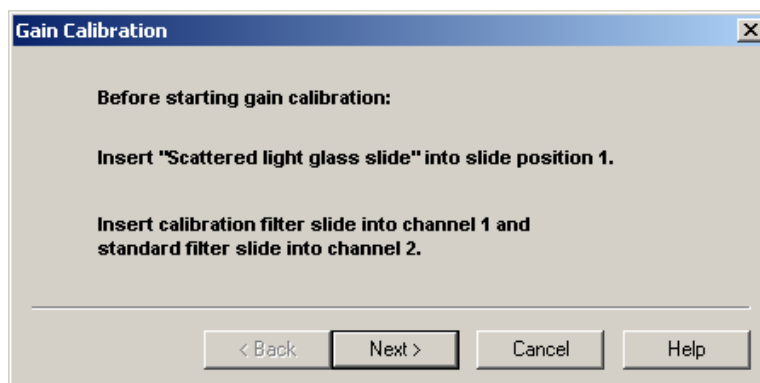 Gain Calibration
Before starting gain calibration:
Insert "Scattered light glass slide" into slide position 1.
Insert calibration filter slide into channel 1 and
standard filter slide into channel 2.
< Back
Next >
Cancel
Help